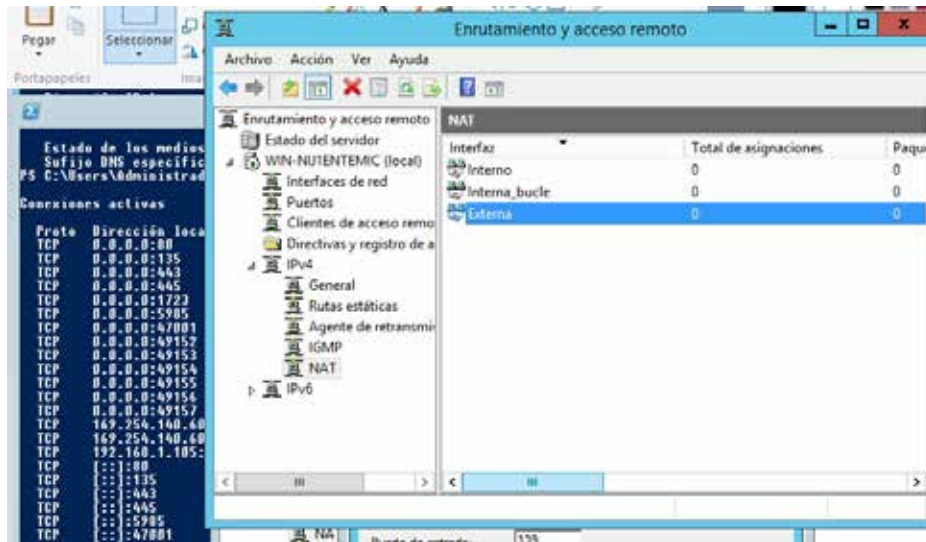 Pegar
Seleccionar
Portapapeles
Enrutamiento y acceso remoto
Archivo Acción Ver Ayuda
Enrutamiento y acceso remoto
Estado del servidor
WIN-NU1ENTEMIC (local)
Interfaces de red
Puertos
Clientes de acceso remo
Directivas y registro de a
IPv4
General
Rutas estáticas
Agente de retransmi
IGMP
NAT
IPv6
NAT
Interfaz Total de asignaciones Paqu
Interno 0 0
Interna_bucle 0 0
Externa 0 0
Estado de los medios
Sufijo DNS específic
PS C:\Users\Administrad
Conexiones activas
Proto Dirección loca
TCP 0.0.0.0:80
TCP 0.0.0.0:135
TCP 0.0.0.0:443
TCP 0.0.0.0:445
TCP 0.0.0.0:1723
TCP 0.0.0.0:5985
TCP 0.0.0.0:47001
TCP 0.0.0.0:49152
TCP 0.0.0.0:49153
TCP 0.0.0.0:49154
TCP 0.0.0.0:49155
TCP 0.0.0.0:49156
TCP 0.0.0.0:49157
TCP 169.254.140.60
TCP 169.254.140.60
TCP 192.168.1.105:
TCP [::]:80
TCP [::]:135
TCP [::]:443
TCP [::]:445
TCP [::]:5985
TCP [::]:47001
NA